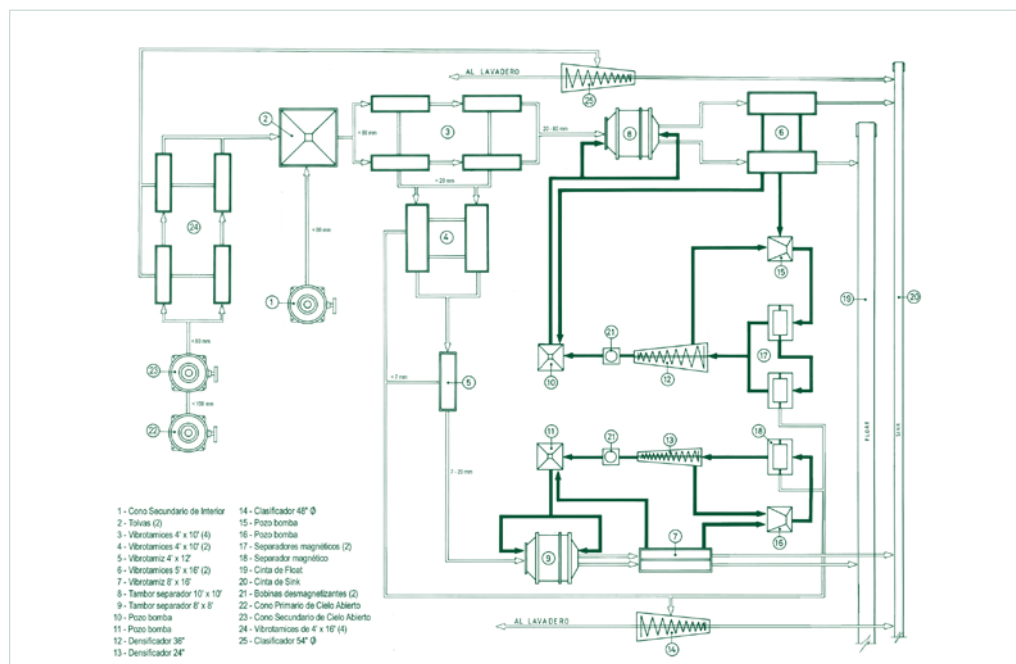 AL LAVADERO
25
2
< 80 mm
3
20 - 80 mm
8
6
< 20 mm
24
4
< 80 mm
15
1
19
20
21
17
< 80 mm
10
12
23
< 7 mm
5
< 150 mm
FLOAT
SINK
22
11
21
13
18
7 - 20 mm
16
7
9
1 - Cono Secundario de Interior
2 - Tolvas (2)
3 - Vibrotamices 4' x 10' (4)
4 - Vibrotamices 4' x 10' (2)
5 - Vibrotamiz 4' x 12'
6 - Vibrotamices 5' x 16' (2)
7 - Vibrotamiz 8' x 16'
8 - Tambor separador 10' x 10'
9 - Tambor separador 8' x 8'
10 - Pozo bomba
11 - Pozo bomba
12 - Densificador 36"
13 - Densificador 24"
14 - Clasificador 48" Ø
15 - Pozo bomba
16 - Pozo bomba
17 - Separadores magnéticos (2)
18 - Separador magnético
19 - Cinta de Float
20 - Cinta de Sink
21 - Bobinas desmagnetizantes (2)
22 - Cono Primario de Cielo Abierto
23 - Cono Secundario de Cielo Abierto
24 - Vibrotamices de 4' x 16' (4)
25 - Clasificador 54" Ø
AL LAVADERO
14